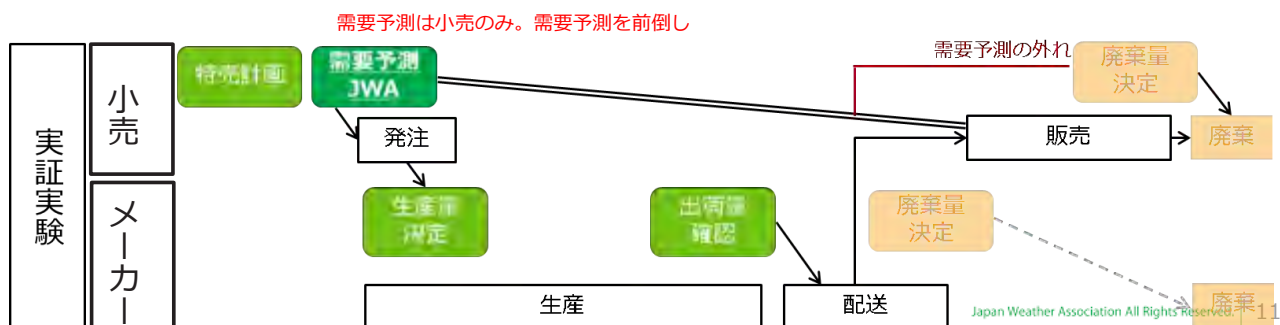 需要予測は小売のみ。需要予測を前倒し
需要予測の外れ
実証実験
小売
特売計画
需要予測
JWA
廃棄量
決定
発注
販売
廃棄
メーカー
生産量
決定
出荷量
確認
廃棄量
決定
生産
配送
廃棄
Japan Weather Association All Rights Reserved.
11